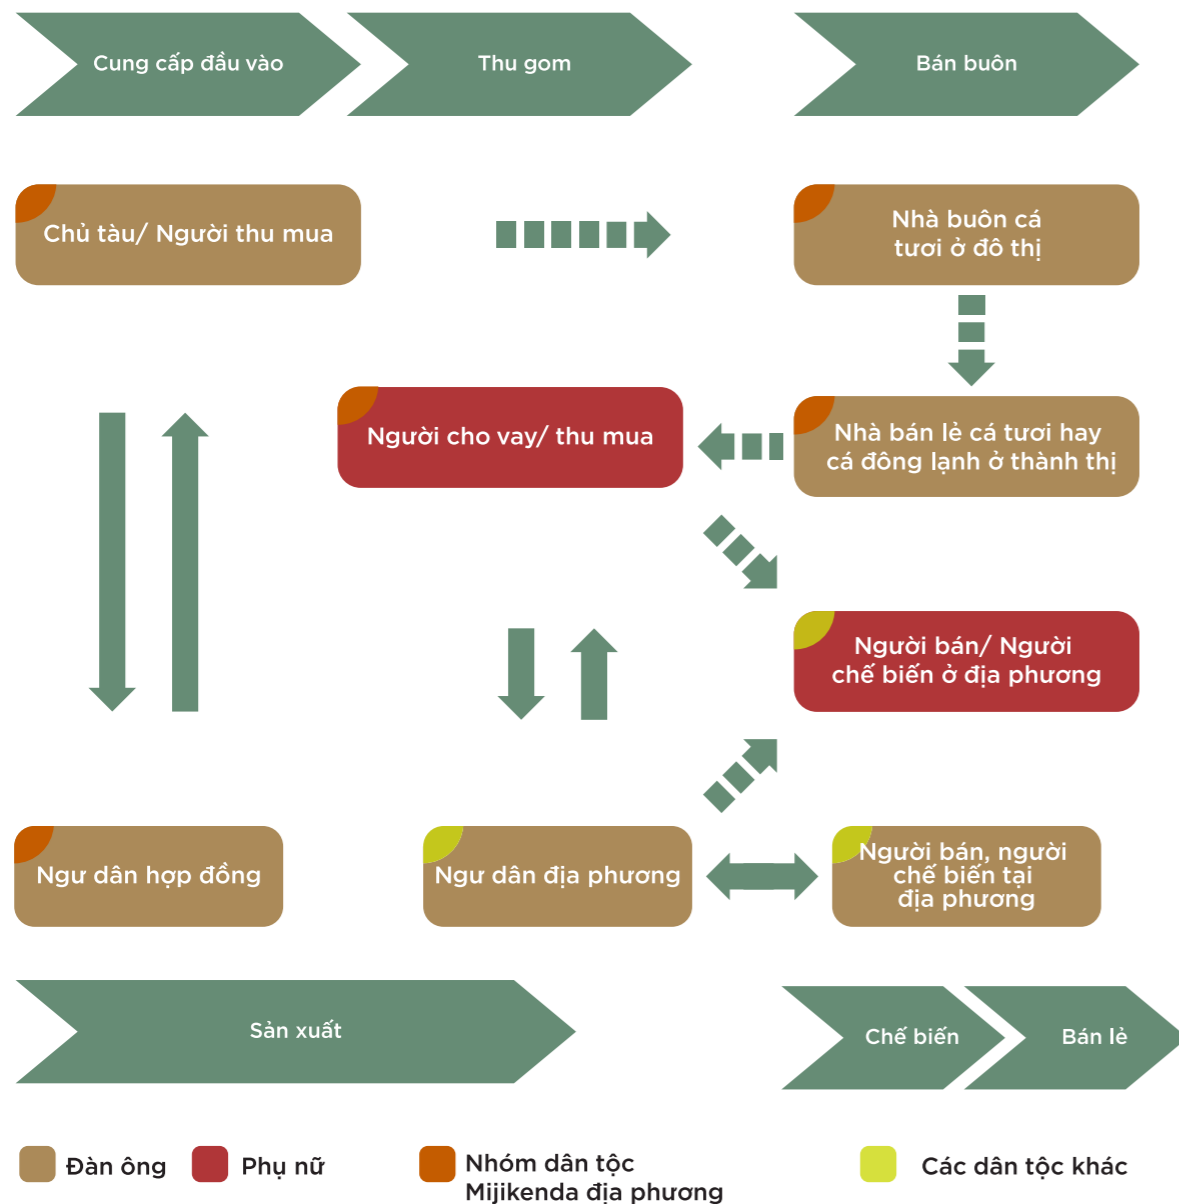 Cung cấp đầu vào
Thu gom
Bán buôn
Chủ tàu/ Người thu mua
Nhà buôn cá
tươi ở đô thị
Người cho vay/ thu mua
Nhà bán lẻ cá tươi hay
cá đông lạnh ở thành thị
Người bán/ Người
chế biến ở địa phương
Ngư dân hợp đồng
Ngư dân địa phương
Người bán, người
chế biến tại
địa phương
Sản xuất
Chế biến
Bán lẻ
Đàn ông
Phụ nữ
Nhóm dân tộc
Mijikenda địa phương
Các dân tộc khác